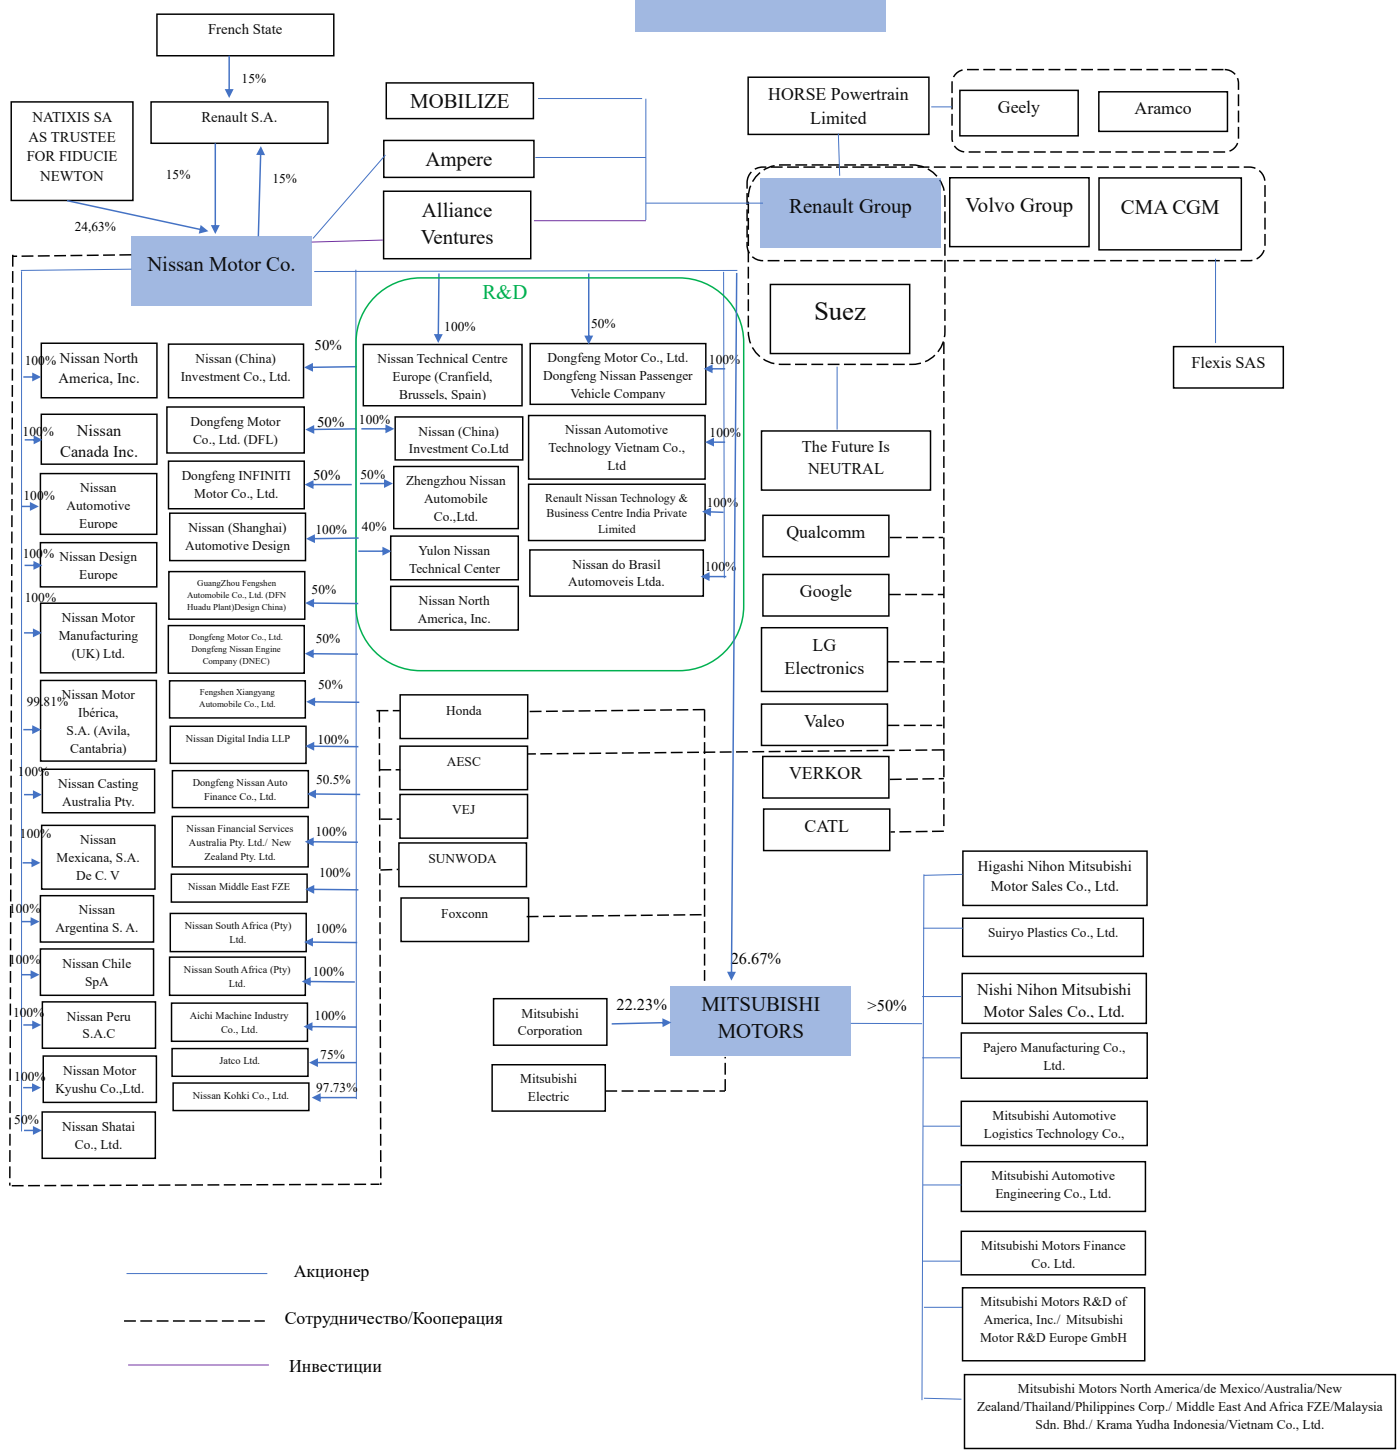 French State
15%
NATIXIS SA
AS TRUSTEE
FOR FIDUCIE
NEWTON
Renault S.A.
15%
15%
24,63%
Nissan Motor Co.
MOBILIZE
Ampere
Alliance
Ventures
HORSE Powertrain
Limited
Geely
Aramco
Renault Group
Volvo Group
CMA CGM
Suez
Flexis SAS
The Future Is
NEUTRAL
Qualcomm
Google
LG
Electronics
Valeo
VERKOR
CATL
R&D
100%
50%
Nissan Technical Centre
Europe (Cranfield,
Brussels, Spain)
Dongfeng Motor Co., Ltd.
Dongfeng Nissan Passenger
Vehicle Company
100%
100%
Nissan (China)
Investment Co.Ltd
Nissan Automotive
Technology Vietnam Co.,
Ltd
100%
50%
Zhengzhou Nissan
Automobile
Co.,Ltd.
Renault Nissan Technology &
Business Centre India Private
Limited
100%
40%
Yulon Nissan
Technical Center
Nissan do Brasil
Automoveis Ltda.
100%
Nissan North
America, Inc.
100%
Nissan North
America, Inc.
100%
Nissan
Canada Inc.
100%
Nissan
Automotive
Europe
100%
Nissan Design
Europe
100%
Nissan Motor
Manufacturing
(UK) Ltd.
99.81%
Nissan Motor
Ibérica,
S.A. (Avila,
Cantabria)
100%
Nissan Casting
Australia Pty.
100%
Nissan
Mexicana, S.A.
De C. V
100%
Nissan
Argentina S. A.
100%
Nissan Chile
SpA
100%
Nissan Peru
S.A.C
100%
Nissan Motor
Kyushu Co.,Ltd.
50%
Nissan Shatai
Co., Ltd.
Nissan (China)
Investment Co., Ltd.
50%
Dongfeng Motor
Co., Ltd. (DFL)
50%
Dongfeng INFINITI
Motor Co., Ltd.
50%
Nissan (Shanghai)
Automotive Design
100%
GuangZhou Fengshen
Automobile Co., Ltd. (DFN
Huadu Plant)Design China)
50%
Dongfeng Motor Co., Ltd.
Dongfeng Nissan Engine
Company (DNEC)
50%
Fengshen Xiangyang
Automobile Co., Ltd.
50%
Nissan Digital India LLP
100%
Dongfeng Nissan Auto
Finance Co., Ltd.
50.5%
Nissan Financial Services
Australia Pty. Ltd./ New
Zealand Pty. Ltd.
100%
Nissan Middle East FZE
100%
Nissan South Africa (Pty)
Ltd.
100%
Nissan South Africa (Pty)
Ltd.
100%
Aichi Machine Industry
Co., Ltd.
100%
Jatco Ltd.
75%
Nissan Kohki Co., Ltd.
97.73%
Honda
AESC
VEJ
SUNWODA
Foxconn
26.67%
Mitsubishi
Corporation
22.23%
MITSUBISHI
MOTORS
>50%
Mitsubishi
Electric
Higashi Nihon Mitsubishi
Motor Sales Co., Ltd.
Suiryo Plastics Co., Ltd.
Nishi Nihon Mitsubishi
Motor Sales Co., Ltd.
Pajero Manufacturing Co.,
Ltd.
Mitsubishi Automotive
Logistics Technology Co.,
Mitsubishi Automotive
Engineering Co., Ltd.
Mitsubishi Motors Finance
Co. Ltd.
Mitsubishi Motors R&D of
America, Inc./ Mitsubishi
Motor R&D Europe GmbH
Mitsubishi Motors North America/de Mexico/Australia/New
Zealand/Thailand/Philippines Corp./ Middle East And Africa FZE/Malaysia
Sdn. Bhd./ Krama Yudha Indonesia/Vietnam Co., Ltd.
Акционер
Сотрудничество/Кооперация
Инвестиции